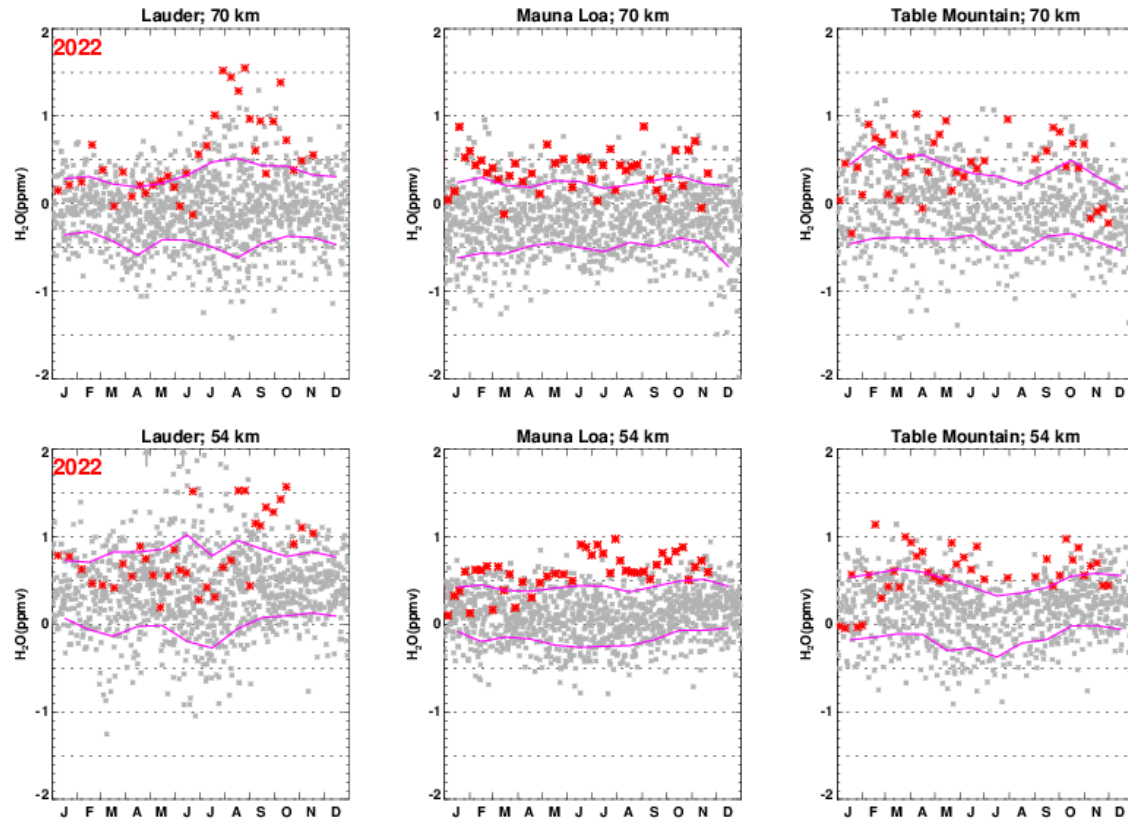 Lauder; 70 km
2022
H2O(ppmv)
2
1
0
-1
-2
J F M A M J J A S O N D
Mauna Loa; 70 km
H2O(ppmv)
2
1
0
-1
-2
J F M A M J J A S O N D
Table Mountain; 70 km
H2O(ppmv)
2
1
0
-1
-2
J F M A M J J A S O N D
Lauder; 54 km
2022
H2O(ppmv)
2
1
0
-1
-2
J F M A M J J A S O N D
Mauna Loa; 54 km
H2O(ppmv)
2
1
0
-1
-2
J F M A M J J A S O N D
Table Mountain; 54 km
H2O(ppmv)
2
1
0
-1
-2
J F M A M J J A S O N D